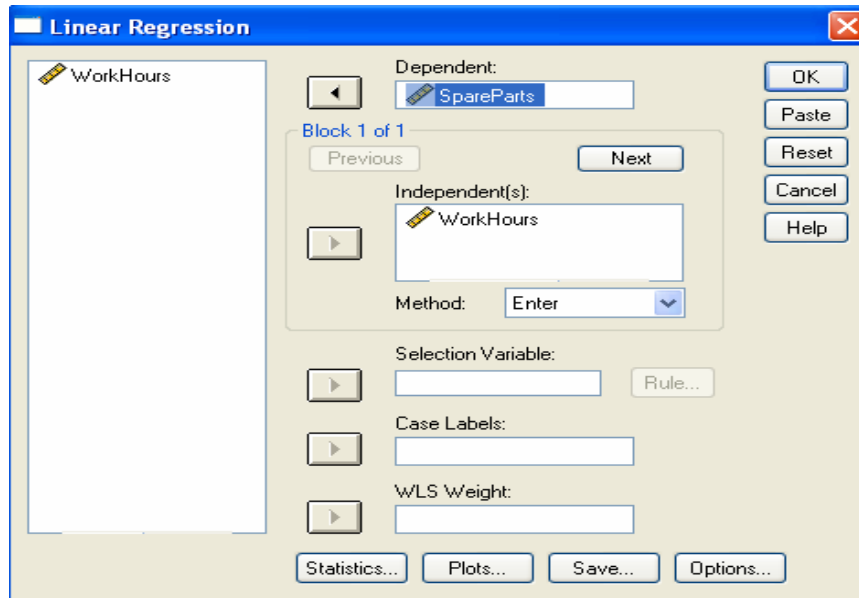 Linear Regression
WorkHours
Dependent:
SpareParts
OK
Paste
Reset
Cancel
Help
Block 1 of 1
Previous
Next
Independent(s):
WorkHours
Method:
Enter
Selection Variable:
Rule...
Case Labels:
WLS Weight:
Statistics...
Plots...
Save...
Options...